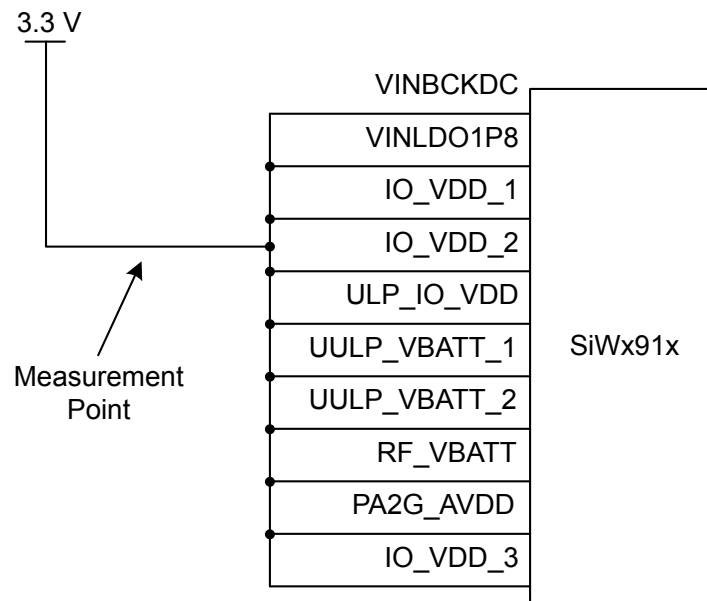 3.3 V
VINBCKDC
VINLDO1P8
IO_VDD_1
IO_VDD_2
ULP_IO_VDD
UULP_VBATT_1
SiWx91x
Measurement
Point
UULP_VBATT_2
RF_VBATT
PA2G_AVDD
IO_VDD_3